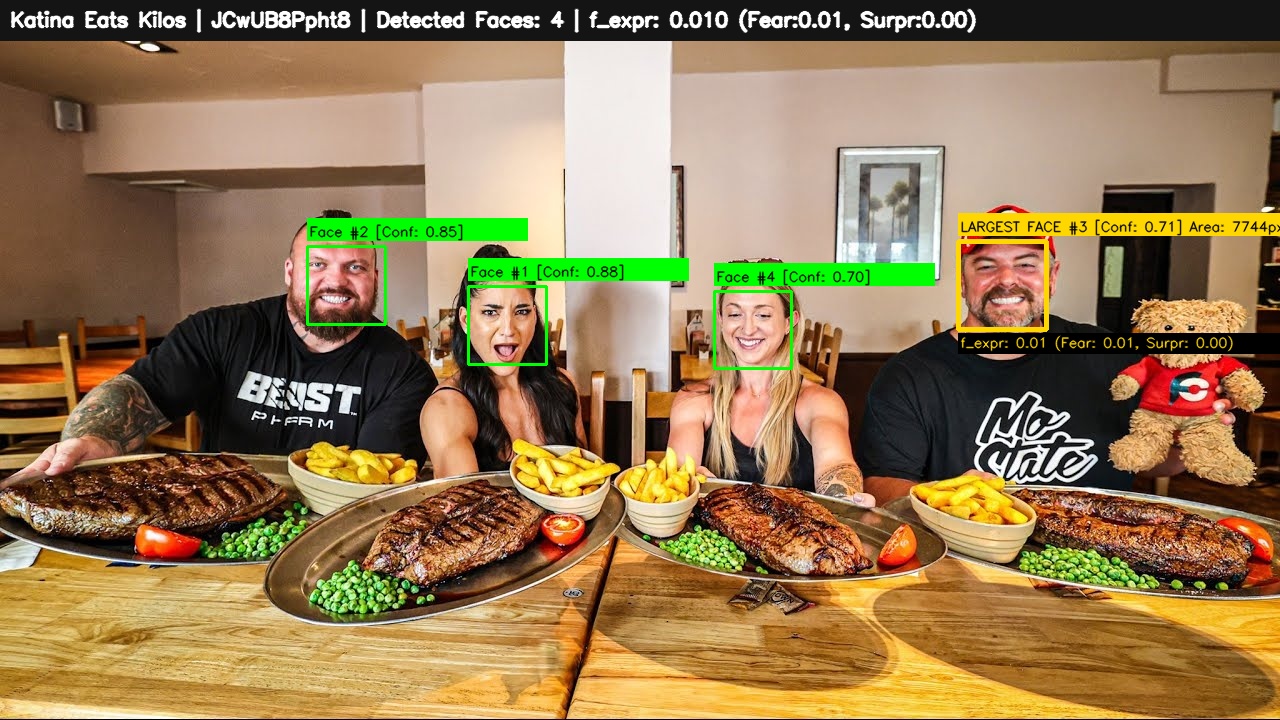 Katina Eats Kilos | JCwUB8Ppht8 | Detected Faces: 4 | f_expr: 0.010 (Fear:0.01, Surpr:0.00)
LARGEST FACE #3 [Conf: 0.71] Area: 7744px
Face #2 [Conf: 0.85]
Face #1 [Conf: 0.88]
Face #4 [Conf: 0.70]
f_expr: 0.01 (Fear: 0.01, Surpr: 0.00)
BEAST
PHARM
Mo
State